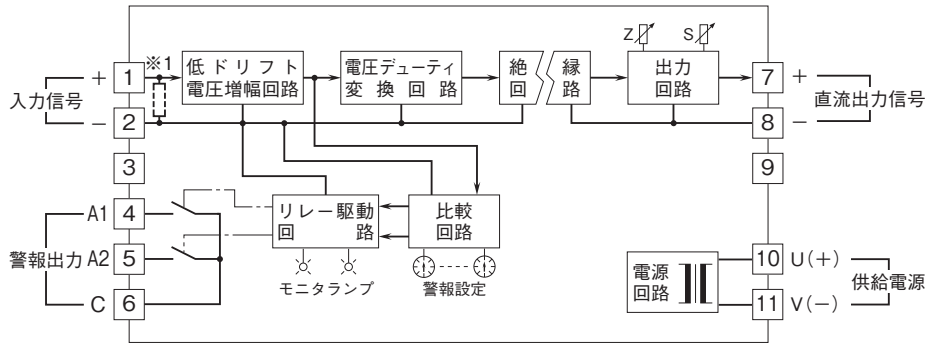 Z
S
※1
+
1
低ドリフト
電圧増幅回路
電圧デューティ
変換回路
絶縁
回路
出力
回路
7
+
入力信号
直流出力信号
−
2
8
−
3
9
A1
4
リレー駆動
回路
比較
回路
警報出力
A2
5
モニタランプ
警報設定
C
6
電源
回路
10
U(+)
供給電源
11
V(−)